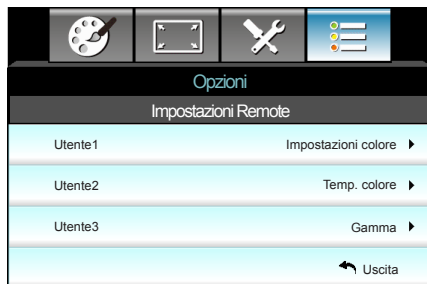 Opzioni
Impostazioni Remote
Utente1 Impostazioni colore
Utente2 Temp. colore
Utente3 Gamma
Uscita